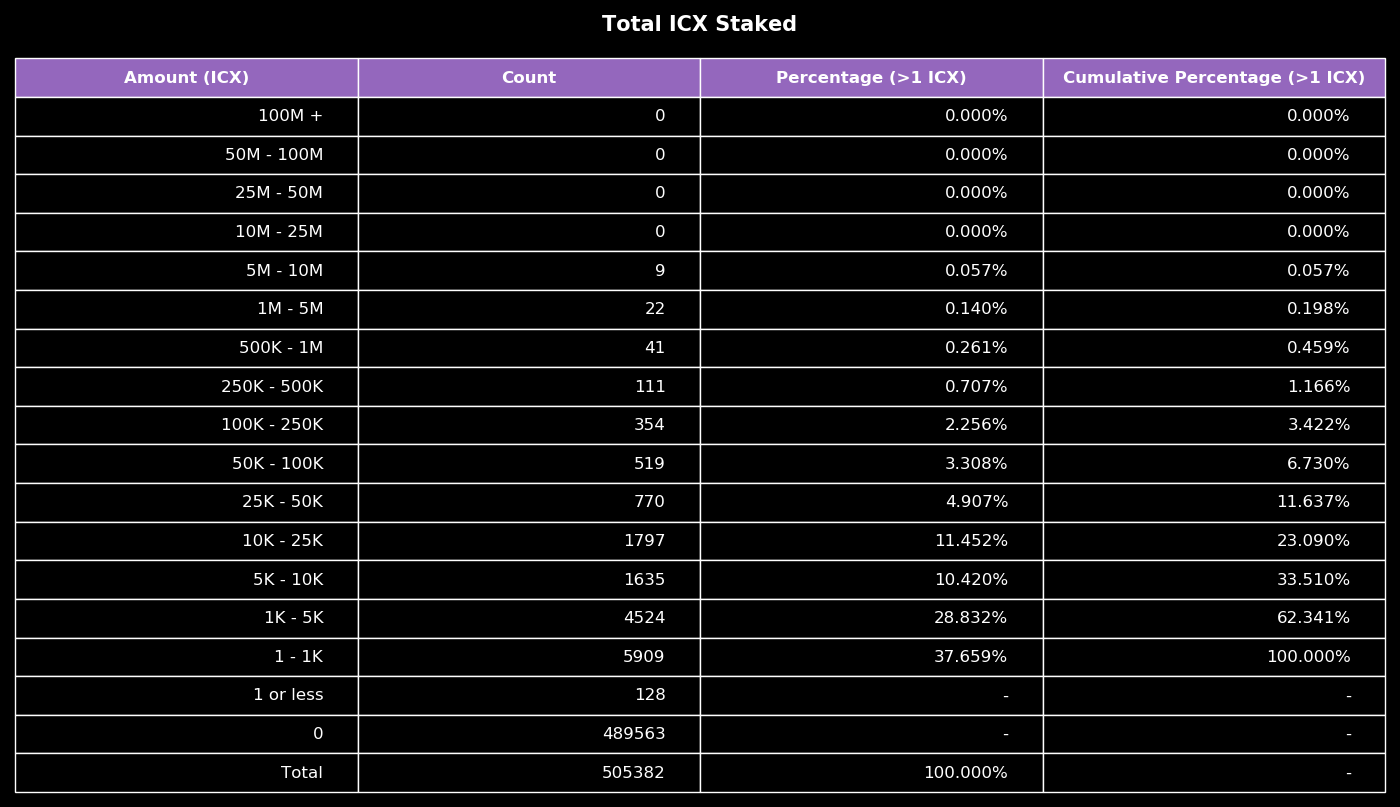 Total ICX Staked
Amount (ICX) Count Percentage (>1 ICX) Cumulative Percentage (>1 ICX)
100M + 0 0.000% 0.000%
50M - 100M 0 0.000% 0.000%
25M - 50M 0 0.000% 0.000%
10M - 25M 0 0.000% 0.000%
5M - 10M 9 0.057% 0.057%
1M - 5M 22 0.140% 0.198%
500K - 1M 41 0.261% 0.459%
250K - 500K 111 0.707% 1.166%
100K - 250K 354 2.256% 3.422%
50K - 100K 519 3.308% 6.730%
25K - 50K 770 4.907% 11.637%
10K - 25K 1797 11.452% 23.090%
5K - 10K 1635 10.420% 33.510%
1K - 5K 4524 28.832% 62.341%
1 - 1K 5909 37.659% 100.000%
1 or less 128 - -
0 489563 - -
Total 505382 100.000% -